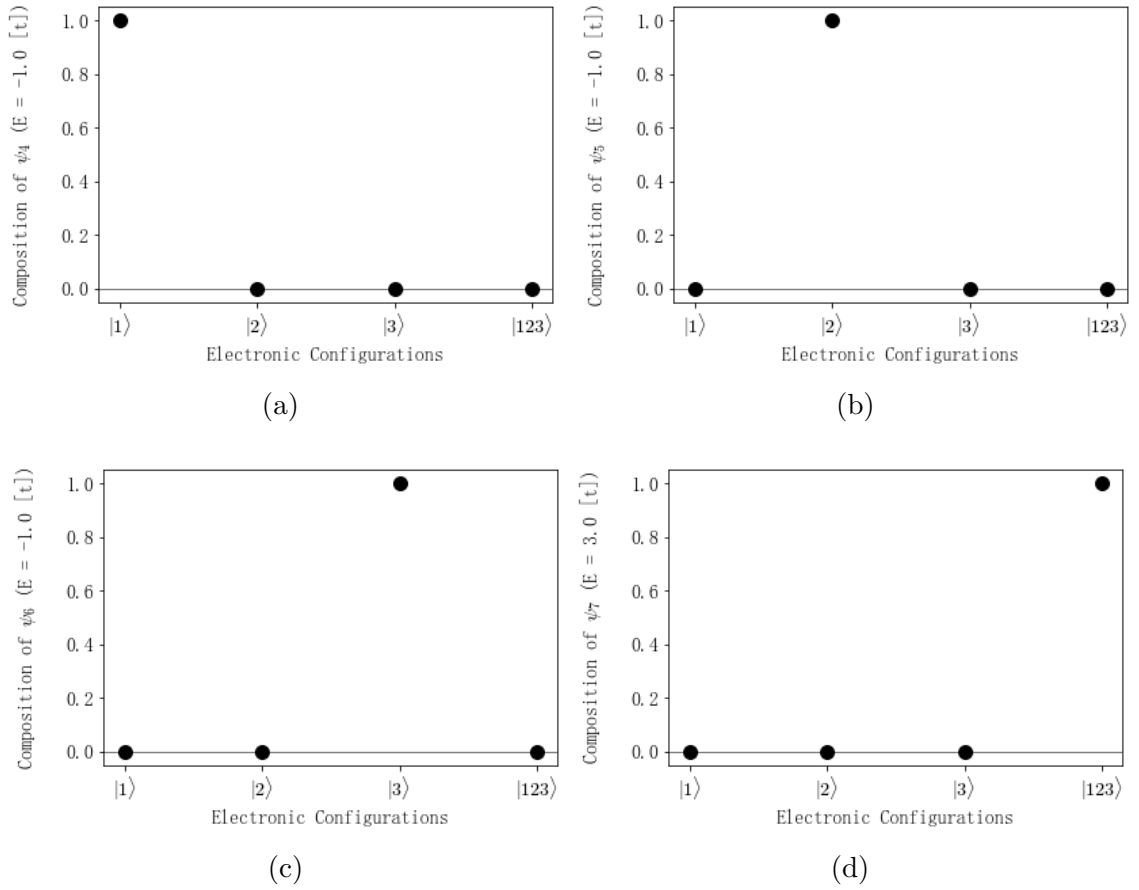 Composition of ψ₄ (E = -1.0 [t])
1.0
0.8
0.6
0.4
0.2
0.0
|1⟩ |2⟩ |3⟩ |123⟩
Electronic Configurations
(a)
Composition of ψ₅ (E = -1.0 [t])
1.0
0.8
0.6
0.4
0.2
0.0
|1⟩ |2⟩ |3⟩ |123⟩
Electronic Configurations
(b)
Composition of ψ₆ (E = -1.0 [t])
1.0
0.8
0.6
0.4
0.2
0.0
|1⟩ |2⟩ |3⟩ |123⟩
Electronic Configurations
(c)
Composition of ψ₇ (E = 3.0 [t])
1.0
0.8
0.6
0.4
0.2
0.0
|1⟩ |2⟩ |3⟩ |123⟩
Electronic Configurations
(d)